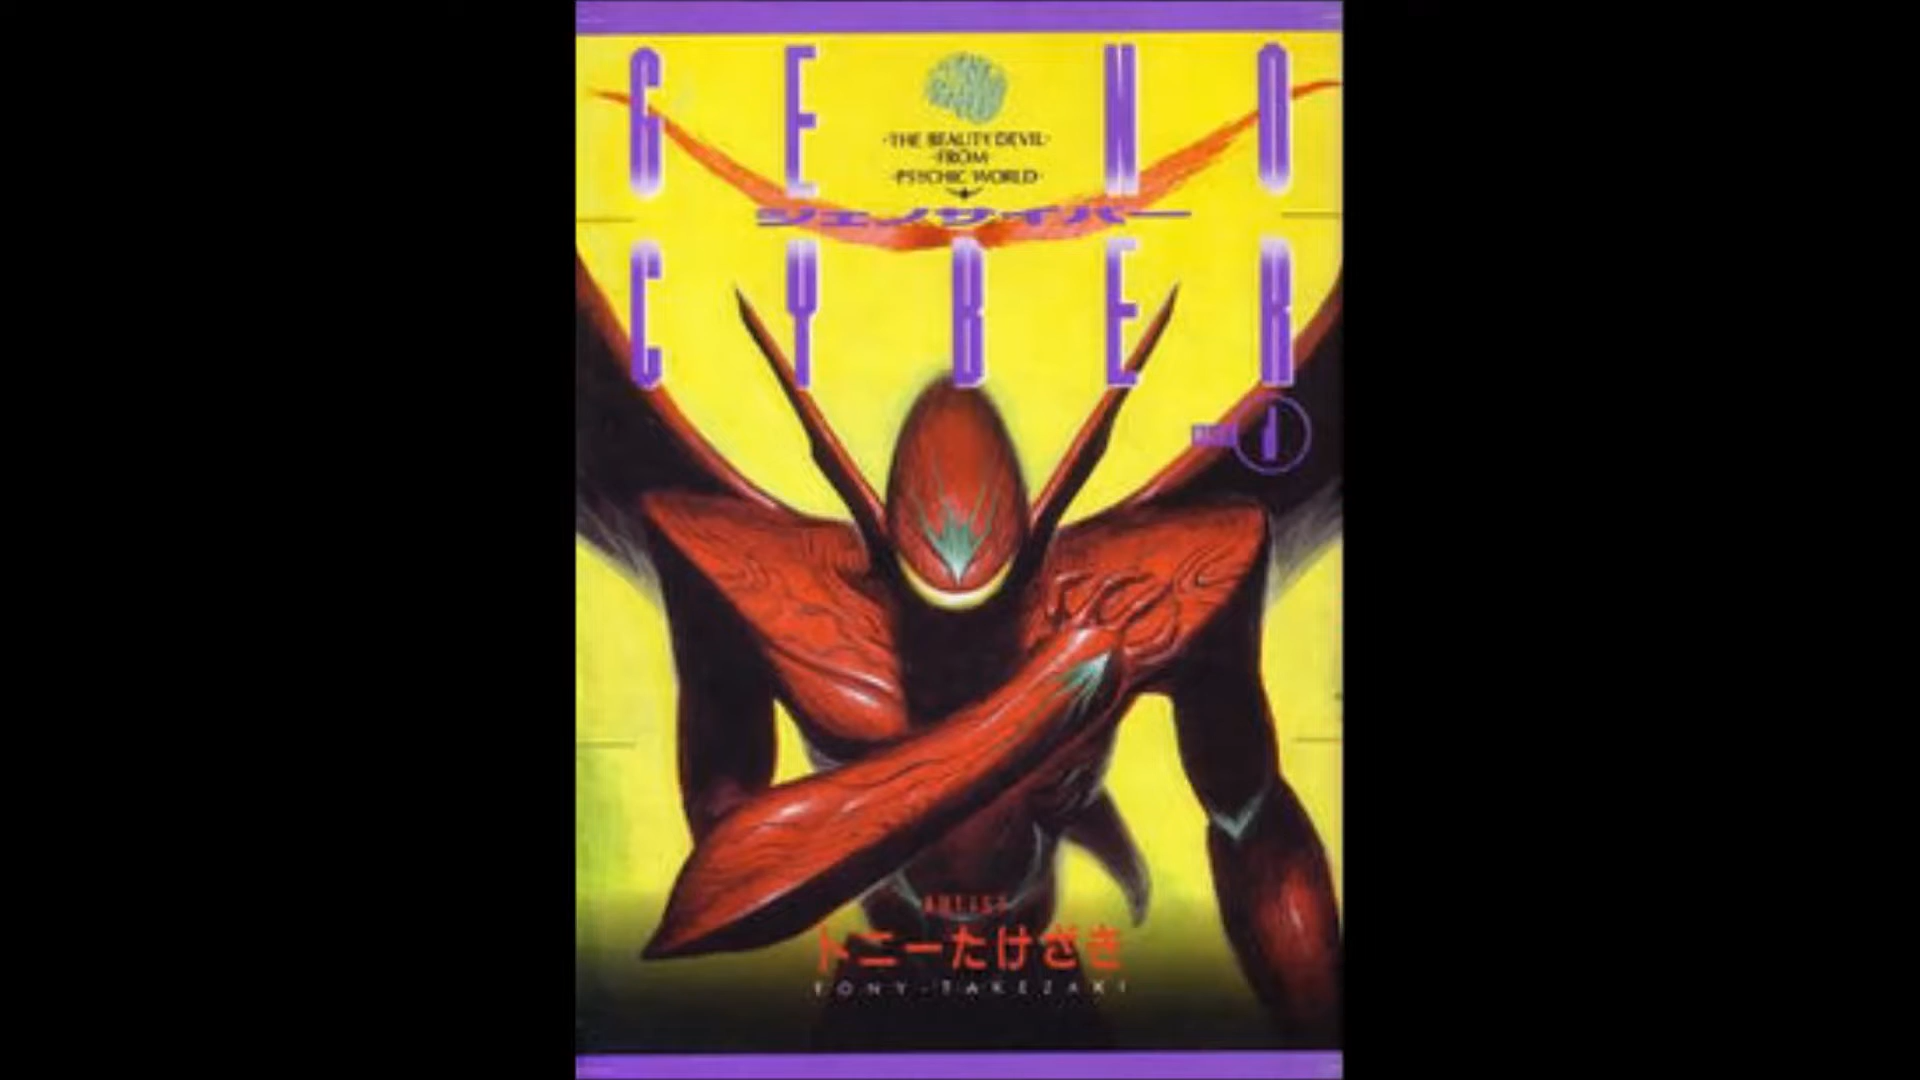 GENO
·THE BEAUTY DEVIL·
·FROM·
·PSYCHIC WORLD·
ジェノサイバー
CYBER
1
ARTIST
トニーたけざき
TONY·TAKEZAKI